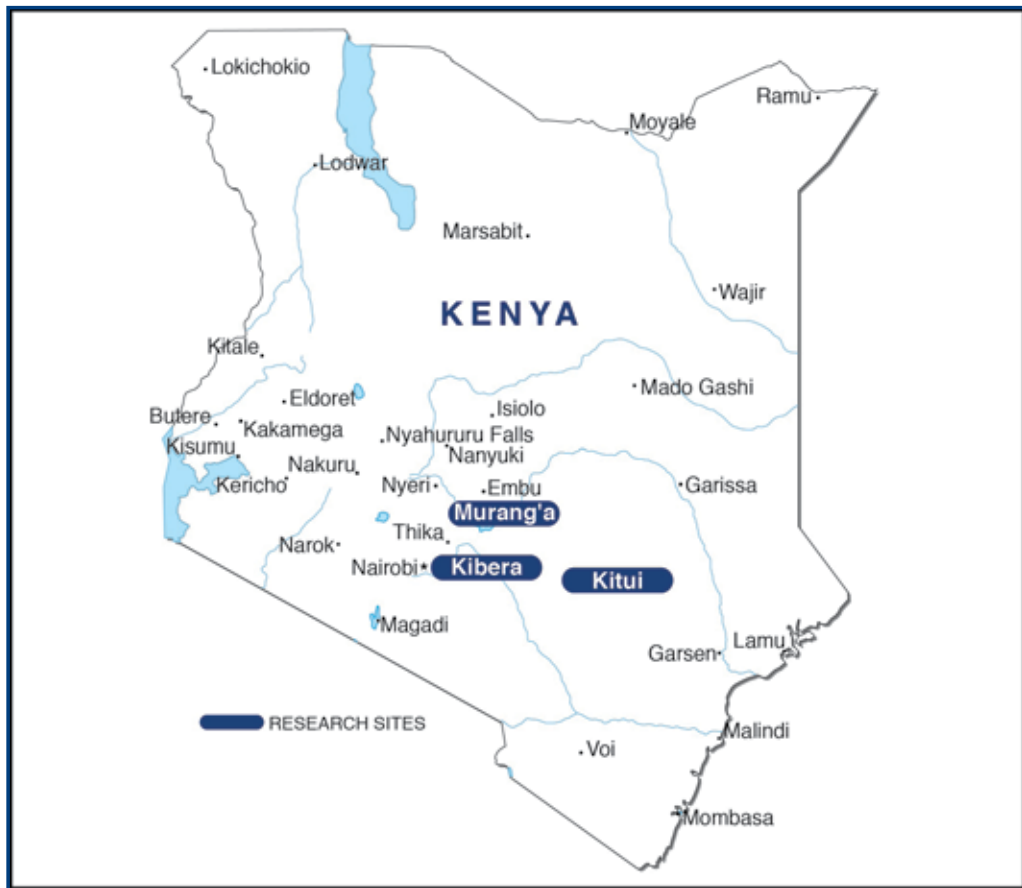 Lokichokio
Ramu
Moyale
Lodwar
Marsabit
Wajir
KENYA
Kitale
Mado Gashi
Eldoret
Isiolo
Butere
Kakamega
Nyahururu Falls
Kisumu
Nanyuki
Nakuru
Kericho
Nyeri
Embu
Garissa
Murang'a
Thika
Narok
Nairobi
Kibera
Kitui
Magadi
Lamu
Garsen
RESEARCH SITES
Malindi
Voi
Mombasa